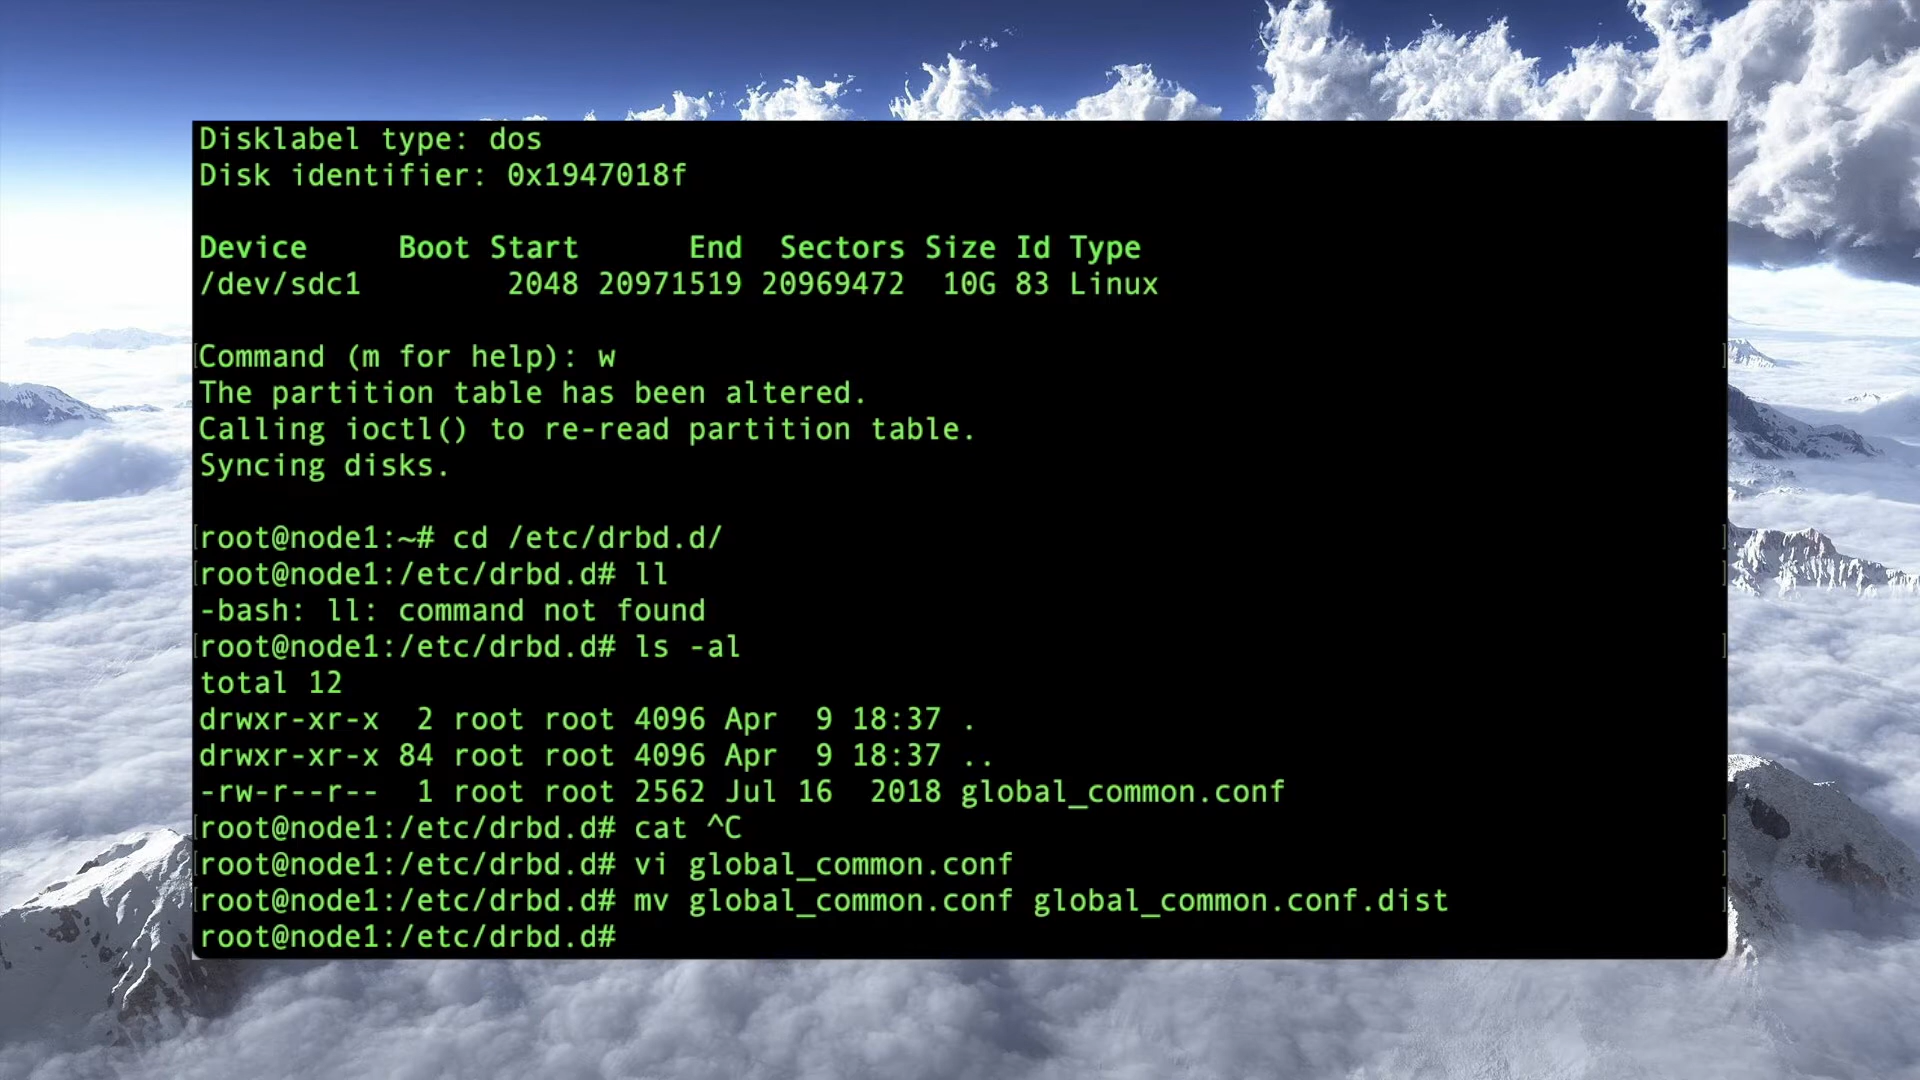 Disklabel type: dos
Disk identifier: 0x1947018f
Device     Boot Start      End  Sectors Size Id Type
/dev/sdc1        2048 20971519 20969472  10G 83 Linux
Command (m for help): w
The partition table has been altered.
Calling ioctl() to re-read partition table.
Syncing disks.
root@node1:~# cd /etc/drbd.d/
root@node1:/etc/drbd.d# ll
-bash: ll: command not found
root@node1:/etc/drbd.d# ls -al
total 12
drwxr-xr-x  2 root root 4096 Apr  9 18:37 .
drwxr-xr-x 84 root root 4096 Apr  9 18:37 ..
-rw-r--r--  1 root root 2562 Jul 16  2018 global_common.conf
root@node1:/etc/drbd.d# cat ^C
root@node1:/etc/drbd.d# vi global_common.conf
root@node1:/etc/drbd.d# mv global_common.conf global_common.conf.dist
root@node1:/etc/drbd.d#